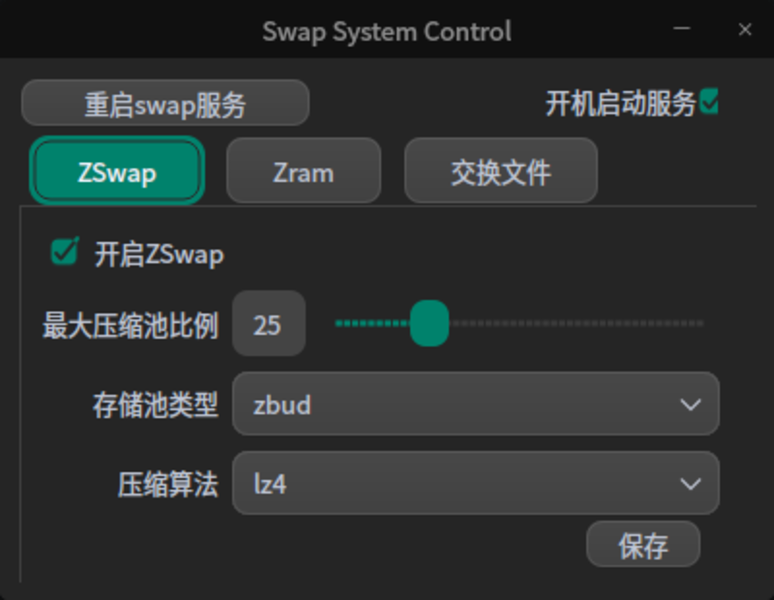 Swap System Control
重启swap服务 开机启动服务
ZSwap Zram 交换文件
开启ZSwap
最大压缩池比例 25
存储池类型 zbud
压缩算法 lz4
保存